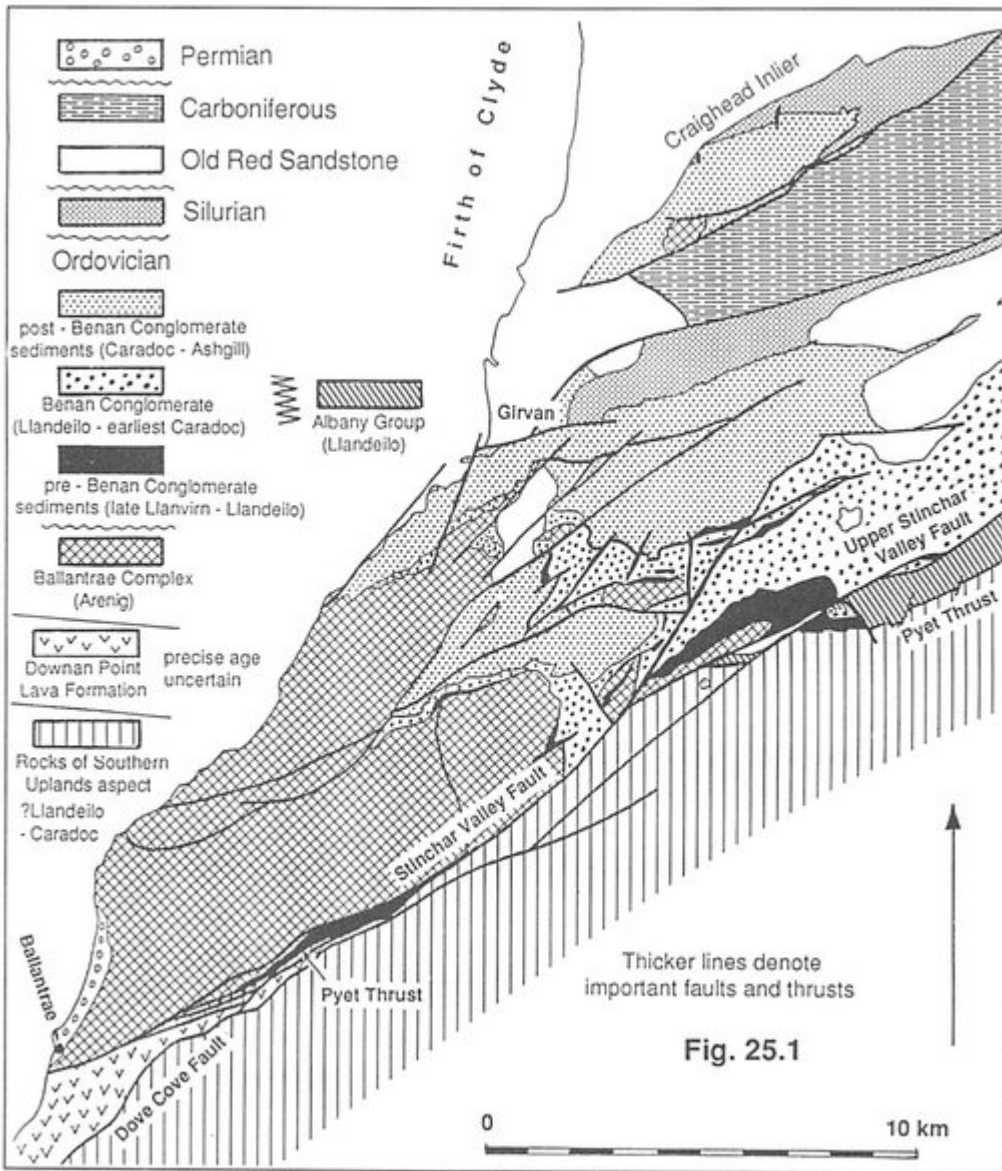 Permian
Carboniferous
Old Red Sandstone
Silurian
Ordovician
post - Benan Conglomerate
sediments (Caradoc - Ashgill)
Benan Conglomerate
(Llandeilo - earliest Caradoc)
pre - Benan Conglomerate
sediments (late Llanvirn - Llandeilo)
Ballantrae Complex
(Arenig)
Downan Point
Lava Formation
precise age
uncertain
Rocks of Southern
Uplands aspect
?Llandeilo
- Caradoc
Albany Group
(Llandeilo)
Firth of Clyde
Craighead Inlier
Girvan
Upper Stinchar
Valley Fault
Pyet Thrust
Stinchar Valley Fault
Ballantrae
Pyet Thrust
Dove Cove Fault
Thicker lines denote
important faults and thrusts
Fig. 25.1
0 10 km